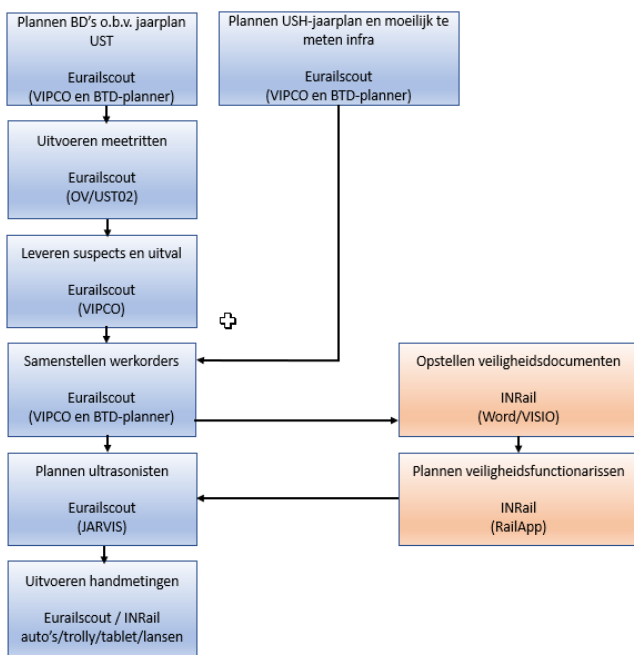 Plannen BD's o.b.v. jaarplan
UST
Eurailscout
(VIPCO en BTD-planner)
Plannen USH-jaarplan en moeilijk te
meten infra
Eurailscout
(VIPCO en BTD-planner)
Uitvoeren meetritten
Eurailscout
(OV/UST02)
Leveren suspects en uitval
Eurailscout
(VIPCO)
Samenstellen werkorders
Eurailscout
(VIPCO en BTD-planner)
Opstellen veiligheidsdocumenten
INRail
(Word/VISIO)
Plannen ultrasonisten
Eurailscout
(JARVIS)
Plannen veiligheidsfunctionarissen
INRail
(RailApp)
Uitvoeren handmetingen
Eurailscout / INRail
auto's/trolly/tablet/lansen